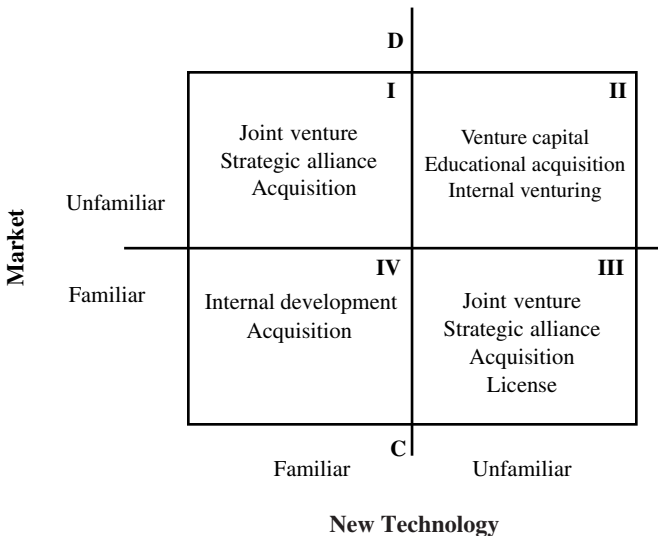 D
I
II
Joint venture
Strategic alliance
Acquisition
Venture capital
Educational acquisition
Internal venturing
Unfamiliar
Market
Familiar
IV
III
Internal development
Acquisition
Joint venture
Strategic alliance
Acquisition
License
C
Familiar
Unfamiliar
New Technology